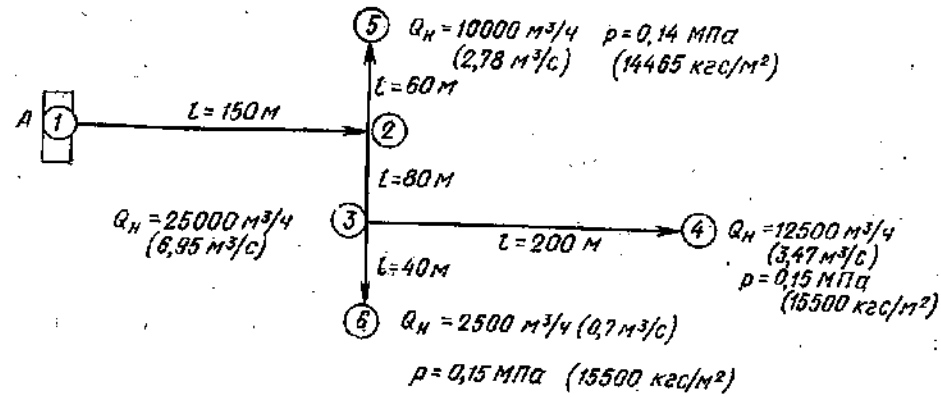 5 Qн = 10000 м³/ч p = 0,14 МПа
(2,78 м³/с) (14465 кгс/м²)
l = 60 м
A 1 l = 150 м 2
l = 80 м
Qн = 25000 м³/ч
(6,95 м³/с)
3 l = 200 м 4
Qн = 12500 м³/ч
(3,47 м³/с)
p = 0,15 МПа
(15500 кгс/м²)
l = 40 м
6 Qн = 2500 м³/ч (0,7 м³/с)
p = 0,15 МПа (15500 кгс/м²)